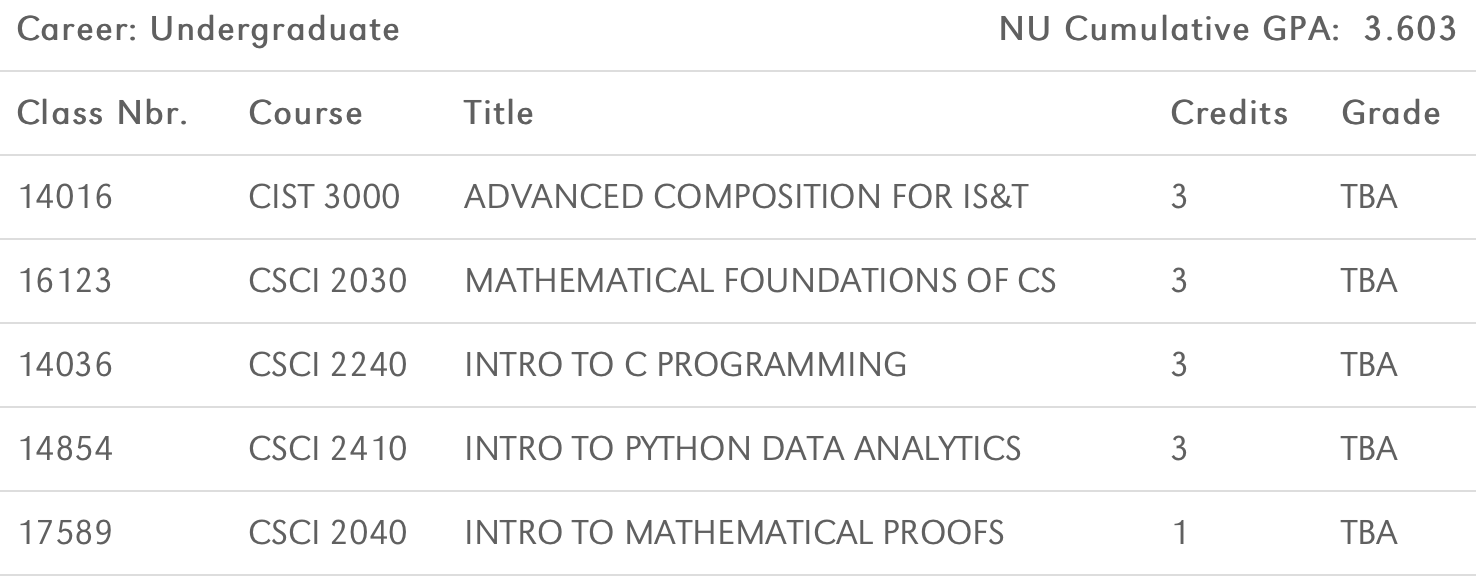 Career: Undergraduate NU Cumulative GPA: 3.603
Class Nbr. Course Title Credits Grade
14016 CIST 3000 ADVANCED COMPOSITION FOR IS&T 3 TBA
16123 CSCI 2030 MATHEMATICAL FOUNDATIONS OF CS 3 TBA
14036 CSCI 2240 INTRO TO C PROGRAMMING 3 TBA
14854 CSCI 2410 INTRO TO PYTHON DATA ANALYTICS 3 TBA
17589 CSCI 2040 INTRO TO MATHEMATICAL PROOFS 1 TBA